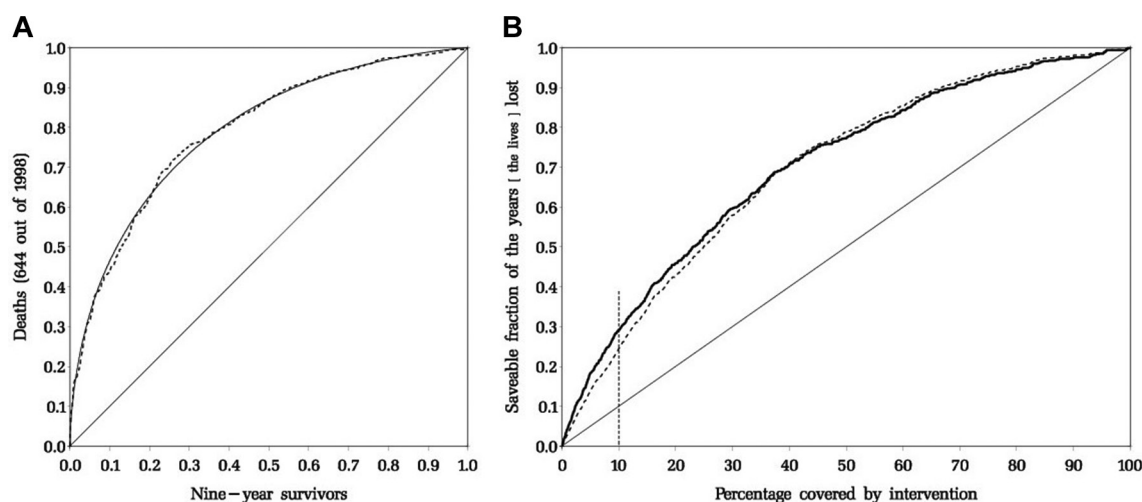 A
Deaths (644 out of 1998)
1.0
0.9
0.8
0.7
0.6
0.5
0.4
0.3
0.2
0.1
0.0
0.0 0.1 0.2 0.3 0.4 0.5 0.6 0.7 0.8 0.9 1.0
Nine-year survivors
B
Saveable fraction of the years [ the lives ] lost
1.0
0.9
0.8
0.7
0.6
0.5
0.4
0.3
0.2
0.1
0.0
0 10 20 30 40 50 60 70 80 90 100
Percentage covered by intervention